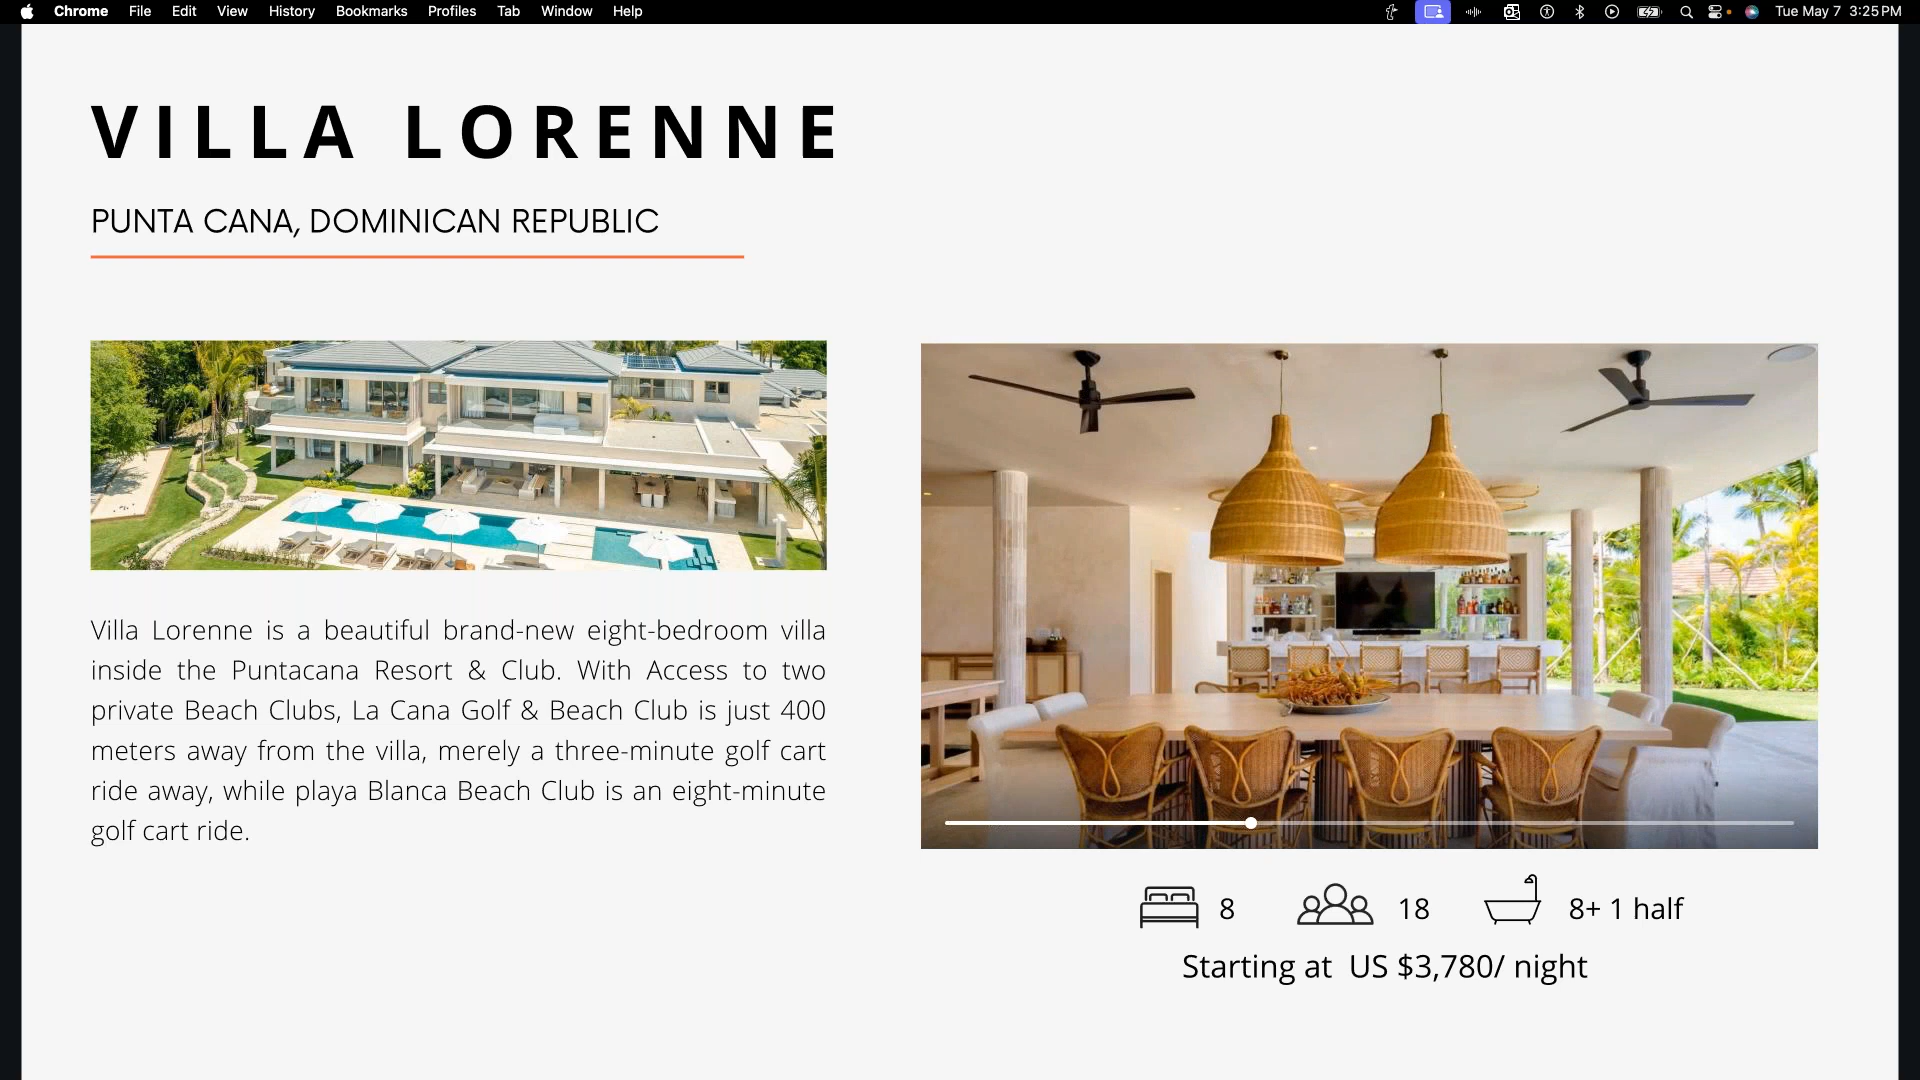 Chrome File Edit View History Bookmarks Profiles Tab Window Help Tue May 7 3:25 PM
VILLA LORENNE
PUNTA CANA, DOMINICAN REPUBLIC
Villa Lorenne is a beautiful brand-new eight-bedroom villa
inside the Puntacana Resort & Club. With Access to two
private Beach Clubs, La Cana Golf & Beach Club is just 400
meters away from the villa, merely a three-minute golf cart
ride away, while playa Blanca Beach Club is an eight-minute
golf cart ride.
8 18 8+ 1 half
Starting at US $3,780/ night